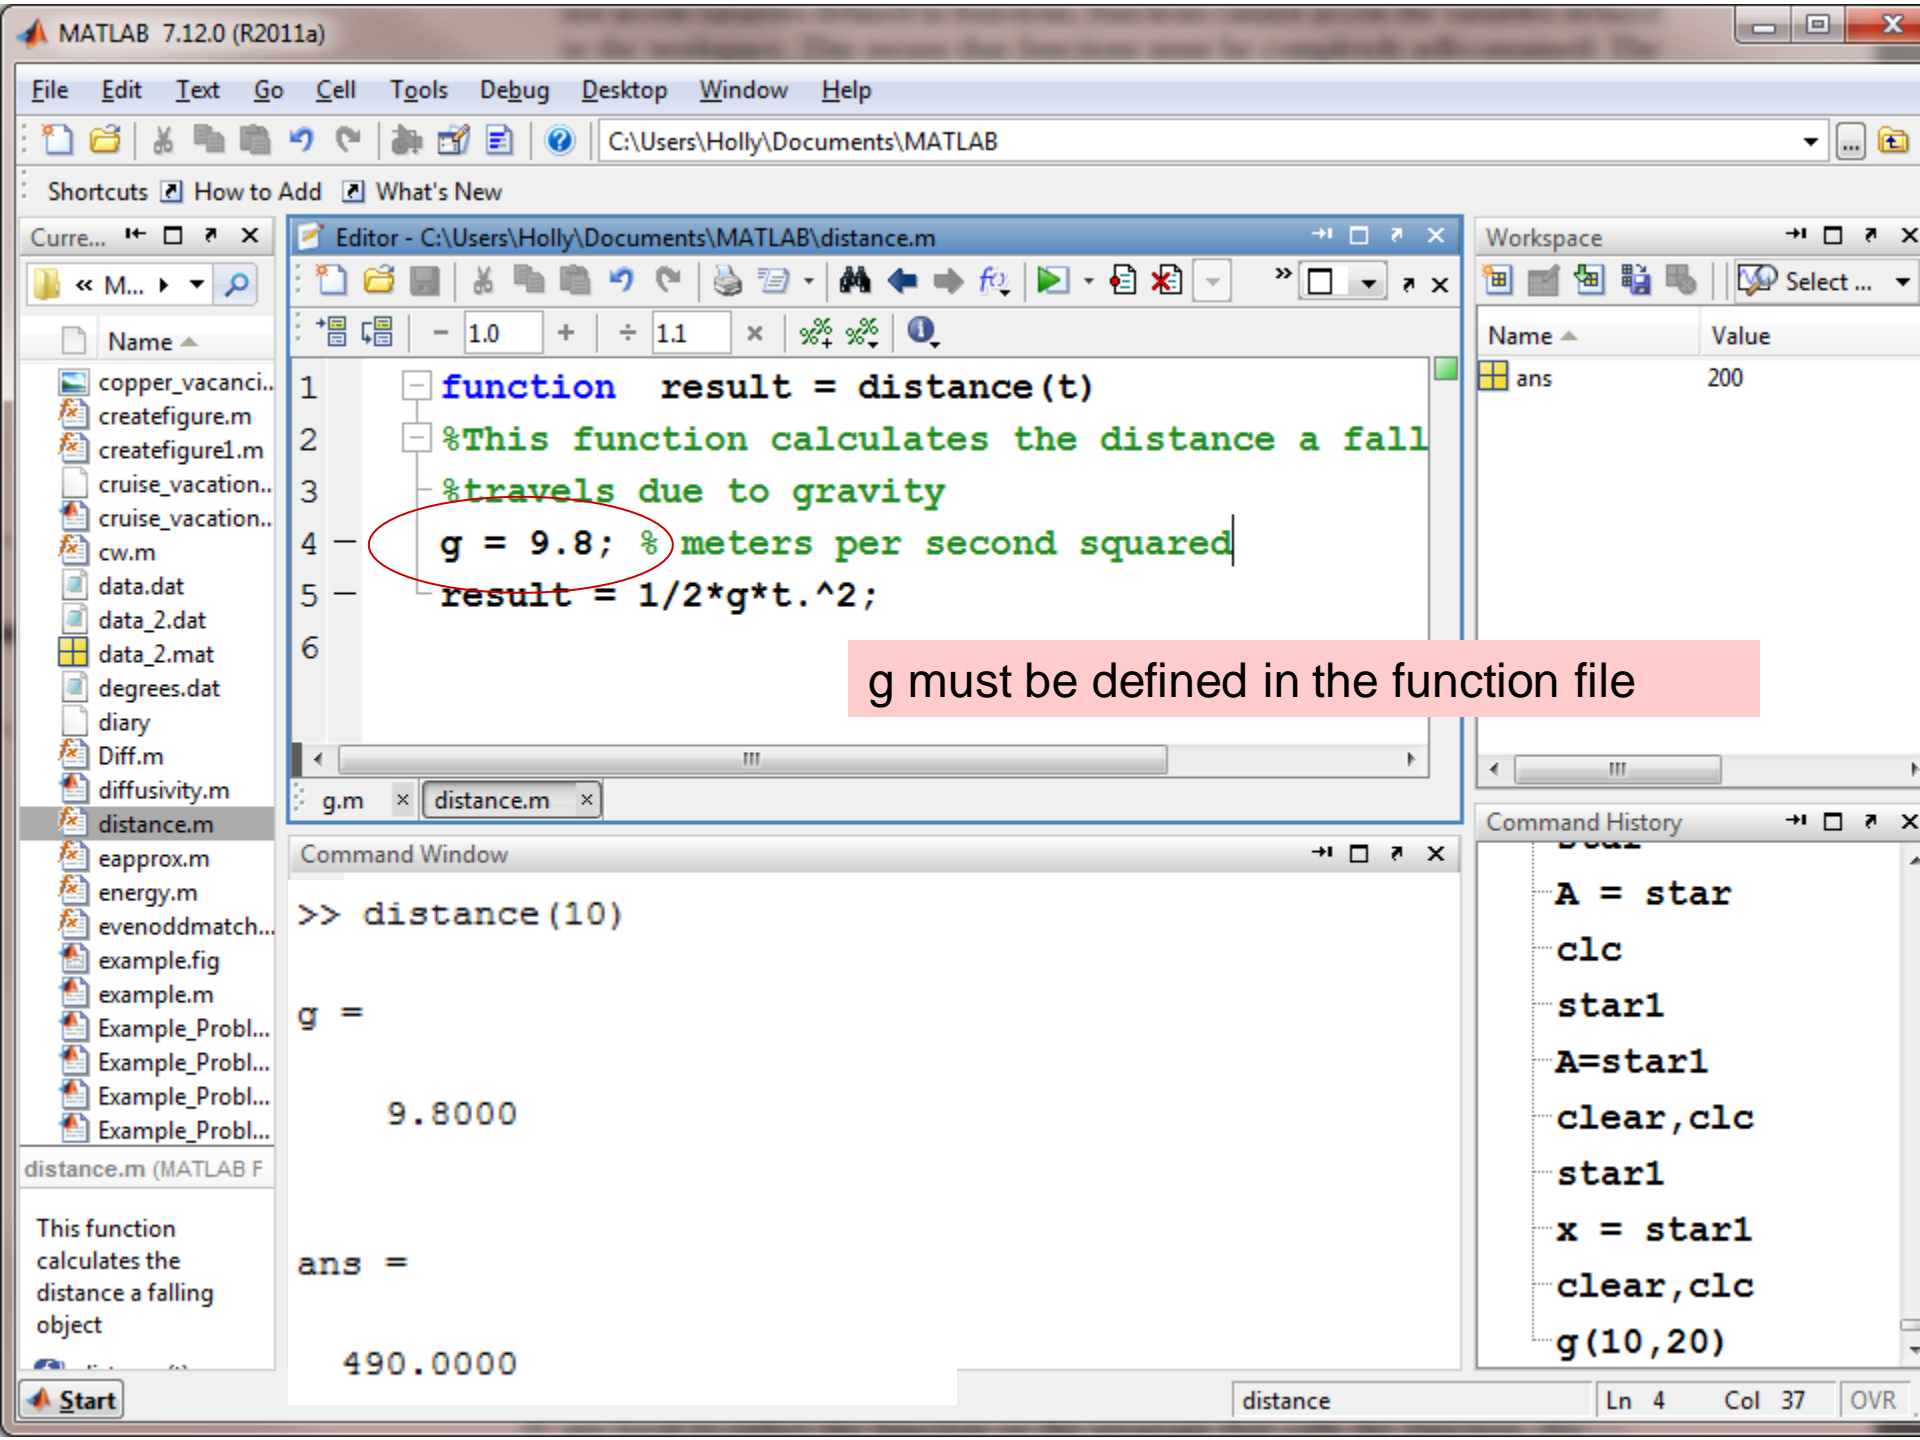 MATLAB 7.12.0 (R2011a)
File Edit Text Go Cell Tools Debug Desktop Window Help
C:\Users\Holly\Documents\MATLAB
Shortcuts How to Add What's New
Curre...
« M...
Name
copper_vacanci..
createfigure.m
createfigure1.m
cruise_vacation..
cruise_vacation..
cw.m
data.dat
data_2.dat
data_2.mat
degrees.dat
diary
Diff.m
diffusivity.m
distance.m
eapprox.m
energy.m
evenoddmatch...
example.fig
example.m
Example_Probl...
Example_Probl...
Example_Probl...
Example_Probl...
distance.m (MATLAB F
This function
calculates the
distance a falling
object
Start
Editor - C:\Users\Holly\Documents\MATLAB\distance.m
- 1.0 + ÷ 1.1 ×
1 function result = distance(t)
2 %This function calculates the distance a fall
3 %travels due to gravity
4 – g = 9.8; % meters per second squared
5 – result = 1/2*g*t.^2;
6
g must be defined in the function file
g.m × distance.m ×
Command Window
>> distance(10)
g =
9.8000
ans =
490.0000
Workspace
Select ...
Name Value
ans 200
Command History
star
A = star
clc
star1
A=star1
clear,clc
star1
x = star1
clear,clc
g(10,20)
distance Ln 4 Col 37 OVR